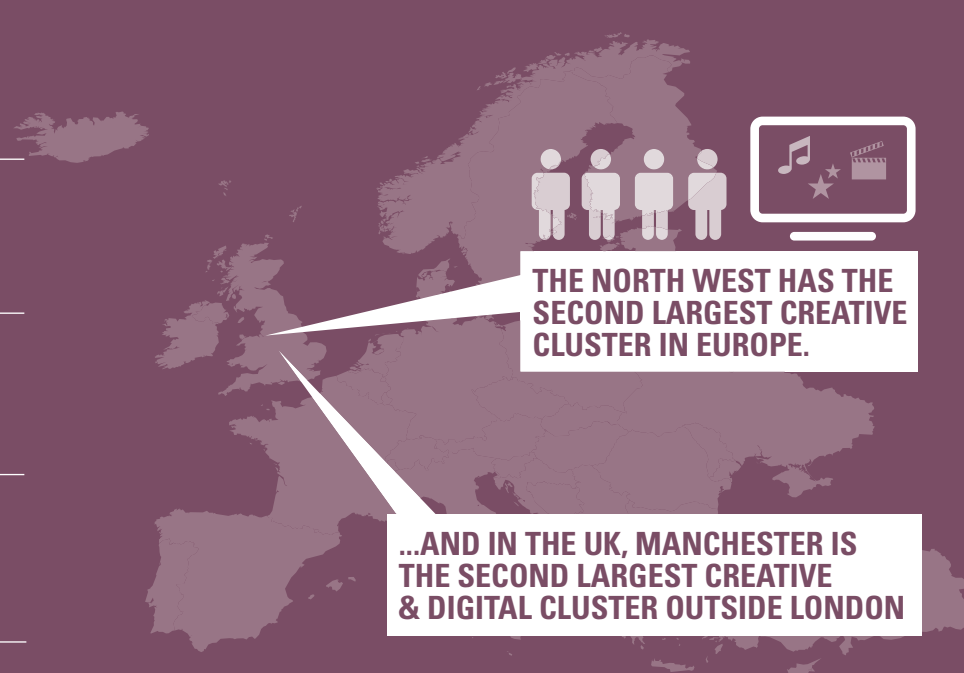 THE NORTH WEST HAS THE
SECOND LARGEST CREATIVE
CLUSTER IN EUROPE.
...AND IN THE UK, MANCHESTER IS
THE SECOND LARGEST CREATIVE
& DIGITAL CLUSTER OUTSIDE LONDON